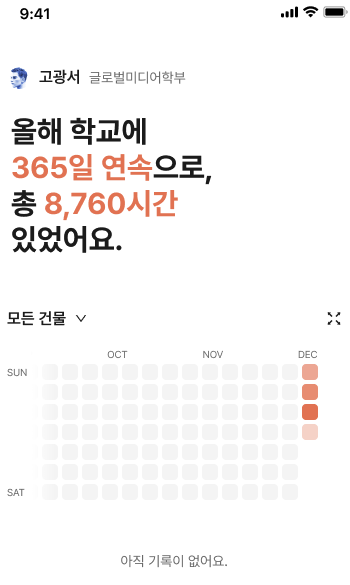 9:41
고광서 글로벌미디어학부
올해 학교에
365일 연속으로,
총 8,760시간
있었어요.
모든 건물
OCT NOV DEC
SUN
SAT
아직 기록이 없어요.